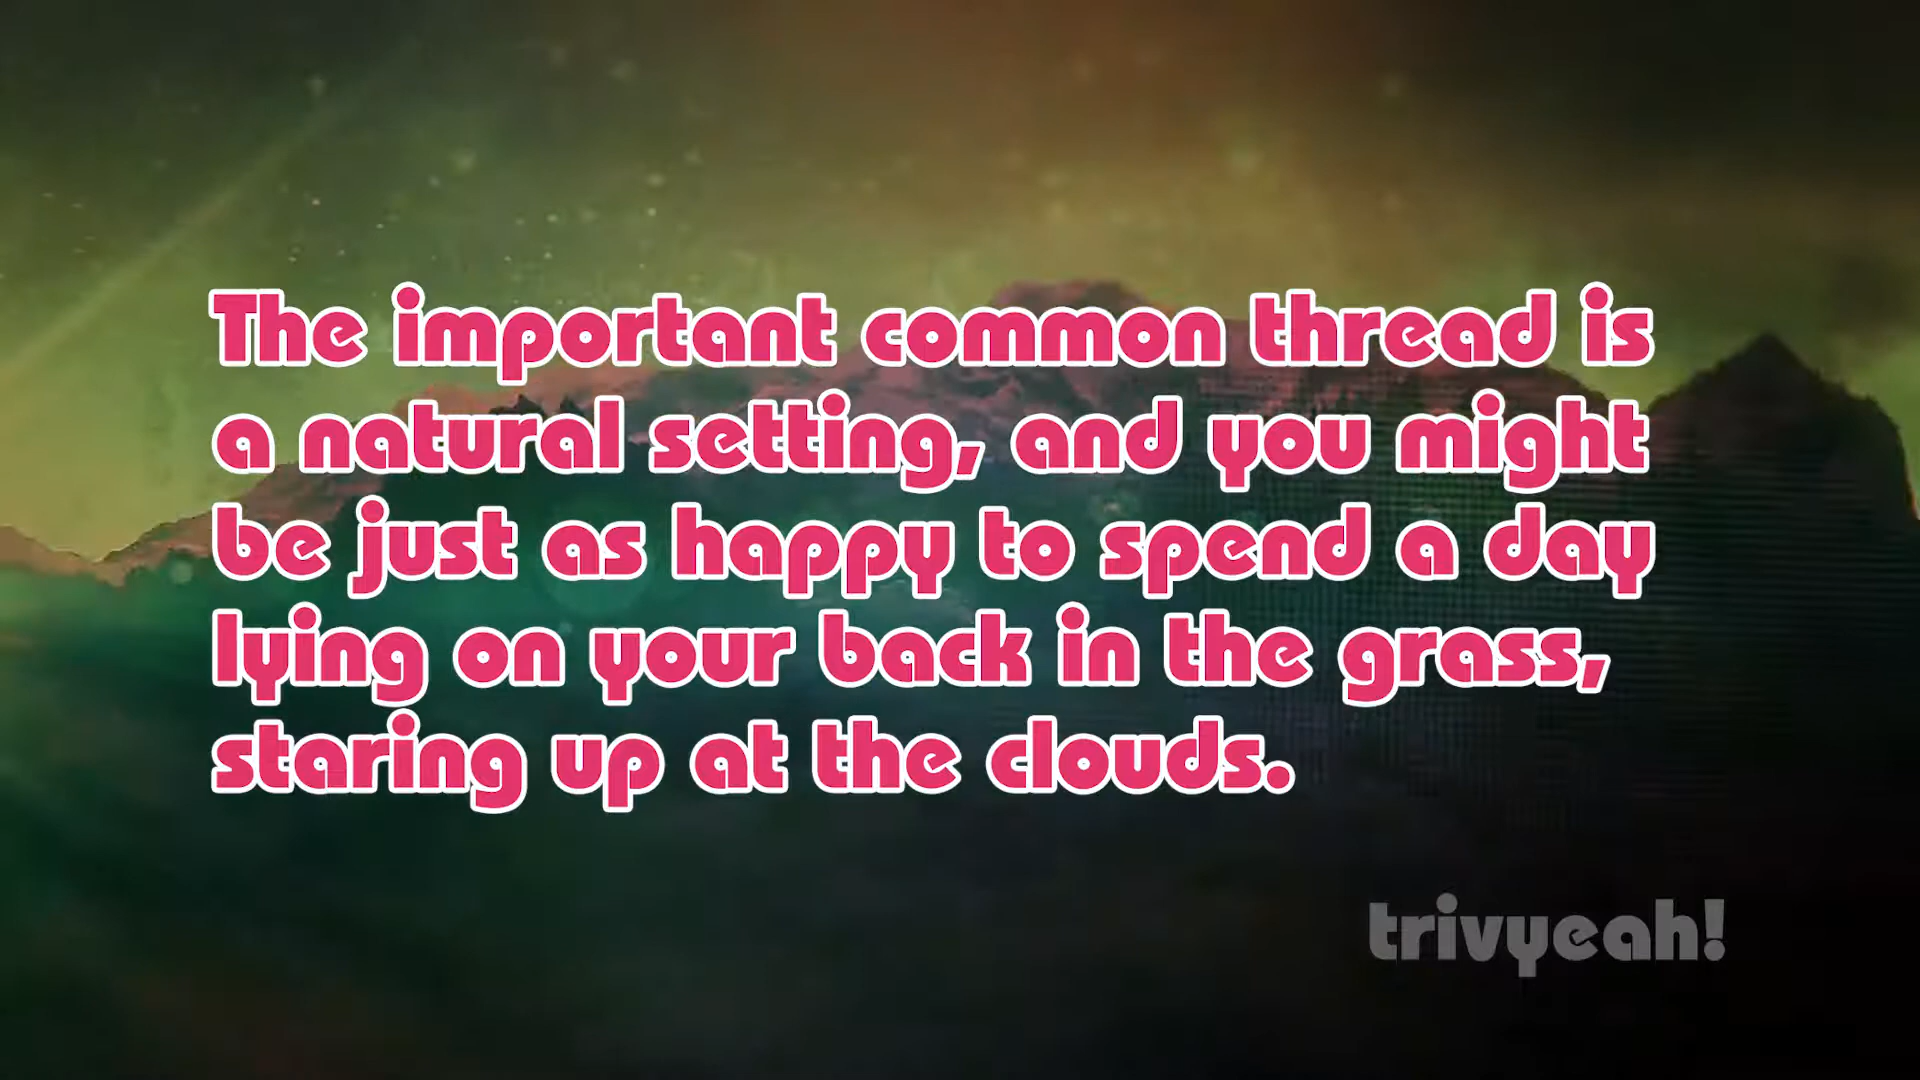 The important common thread is
a natural setting, and you might
be just as happy to spend a day
lying on your back in the grass,
staring up at the clouds.
trivyeah!